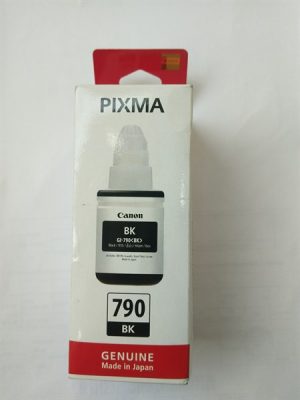 PIXMA
Canon
BK
GI-790<BK>
790
BK
GENUINE
Made in Japan